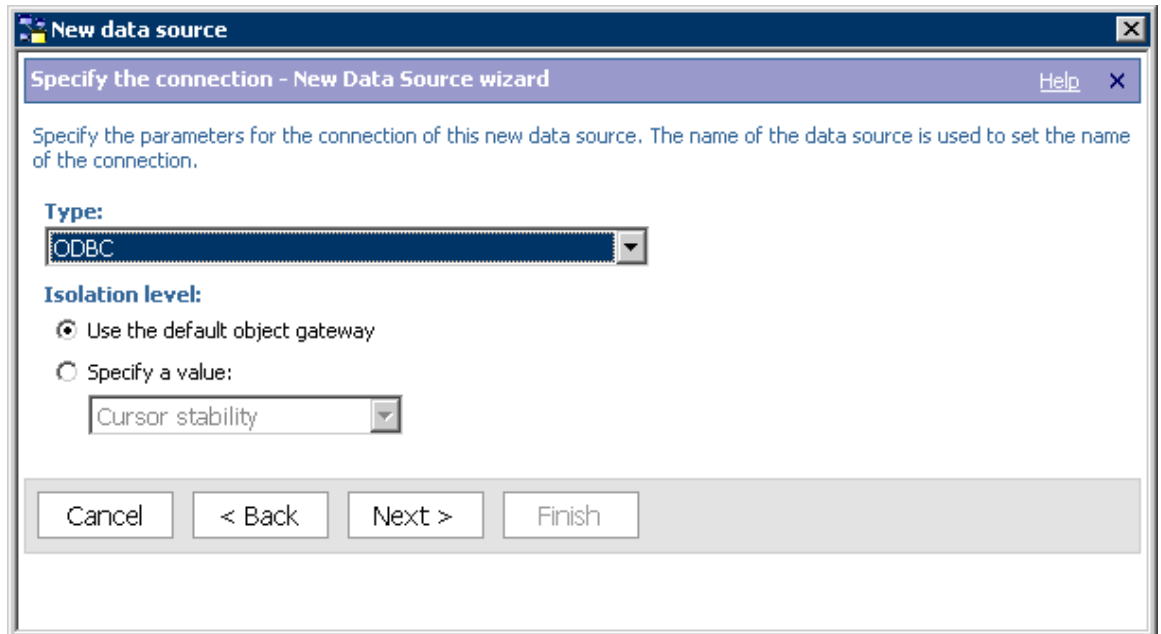 New data source
Specify the connection - New Data Source wizard Help
Specify the parameters for the connection of this new data source. The name of the data source is used to set the name
of the connection.
Type:
ODBC
Isolation level:
Use the default object gateway
Specify a value:
Cursor stability
Cancel < Back Next > Finish